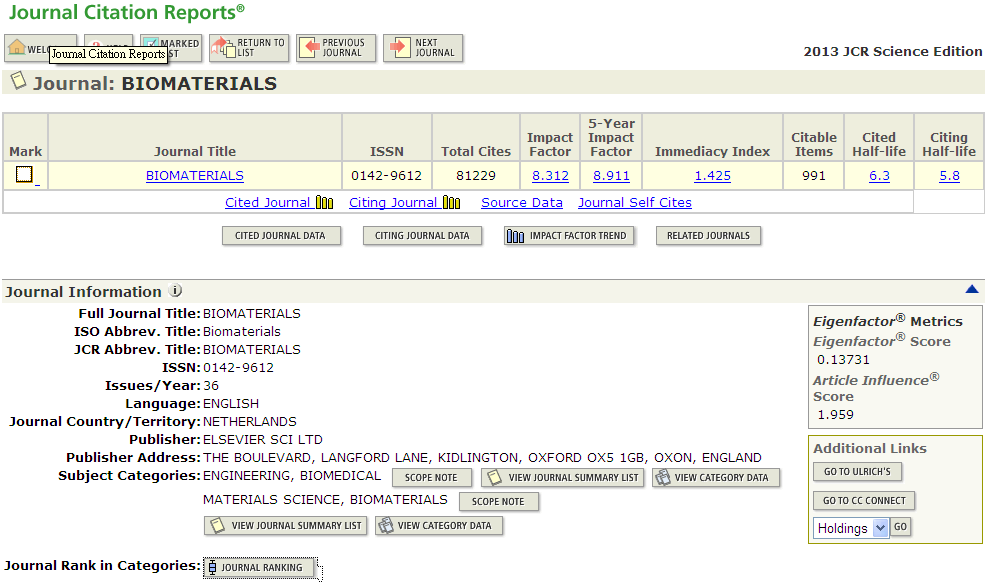 Journal Citation Reports®
WELC
MARKED
ST
RETURN TO
LIST
PREVIOUS
JOURNAL
NEXT
JOURNAL
Journal Citation Reports
2013 JCR Science Edition
Journal: BIOMATERIALS
Mark Journal Title ISSN Total Cites Impact Factor 5-Year Impact Factor Immediacy Index Citable Items Cited Half-life Citing Half-life
BIOMATERIALS 0142-9612 81229 8.312 8.911 1.425 991 6.3 5.8
Cited Journal Citing Journal Source Data Journal Self Cites
CITED JOURNAL DATA CITING JOURNAL DATA IMPACT FACTOR TREND RELATED JOURNALS
Journal Information i
Full Journal Title: BIOMATERIALS
ISO Abbrev. Title: Biomaterials
JCR Abbrev. Title: BIOMATERIALS
ISSN: 0142-9612
Issues/Year: 36
Language: ENGLISH
Journal Country/Territory: NETHERLANDS
Publisher: ELSEVIER SCI LTD
Publisher Address: THE BOULEVARD, LANGFORD LANE, KIDLINGTON, OXFORD OX5 1GB, OXON, ENGLAND
Subject Categories: ENGINEERING, BIOMEDICAL SCOPE NOTE VIEW JOURNAL SUMMARY LIST VIEW CATEGORY DATA
MATERIALS SCIENCE, BIOMATERIALS SCOPE NOTE
VIEW JOURNAL SUMMARY LIST VIEW CATEGORY DATA
Journal Rank in Categories: JOURNAL RANKING
Eigenfactor® Metrics
Eigenfactor® Score
0.13731
Article Influence®
Score
1.959
Additional Links
GO TO ULRICH'S
GO TO CC CONNECT
Holdings GO